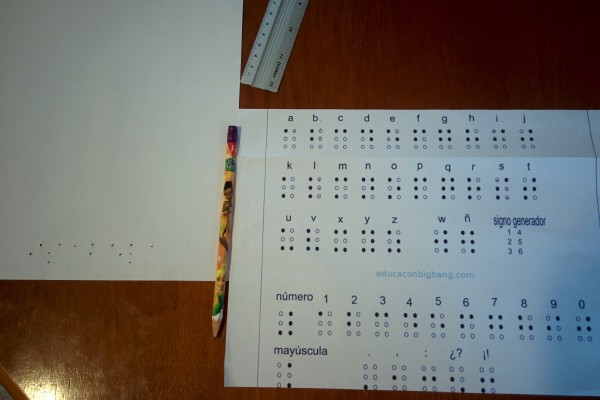 a b c d e f g h i j
k l m n o p q r s t
u v x y z w ñ signo generador
1 4
2 5
3 6
educaconbigbang.com
número 1 2 3 4 5 6 7 8 9 0
mayúscula . , : ¿? ¡!